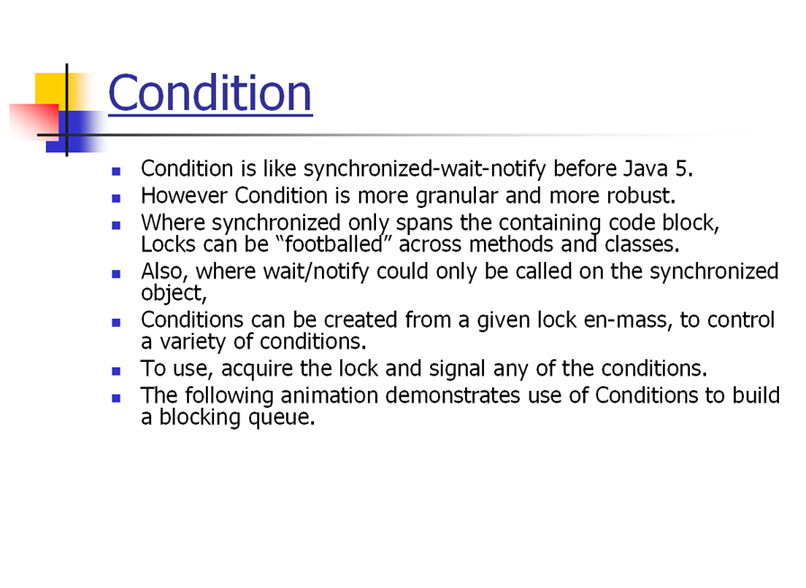 Condition
Condition is like synchronized-wait-notify before Java 5.
However Condition is more granular and more robust.
Where synchronized only spans the containing code block,
Locks can be “footballed” across methods and classes.
Also, where wait/notify could only be called on the synchronized
object,
Conditions can be created from a given lock en-mass, to control
a variety of conditions.
To use, acquire the lock and signal any of the conditions.
The following animation demonstrates use of Conditions to build
a blocking queue.